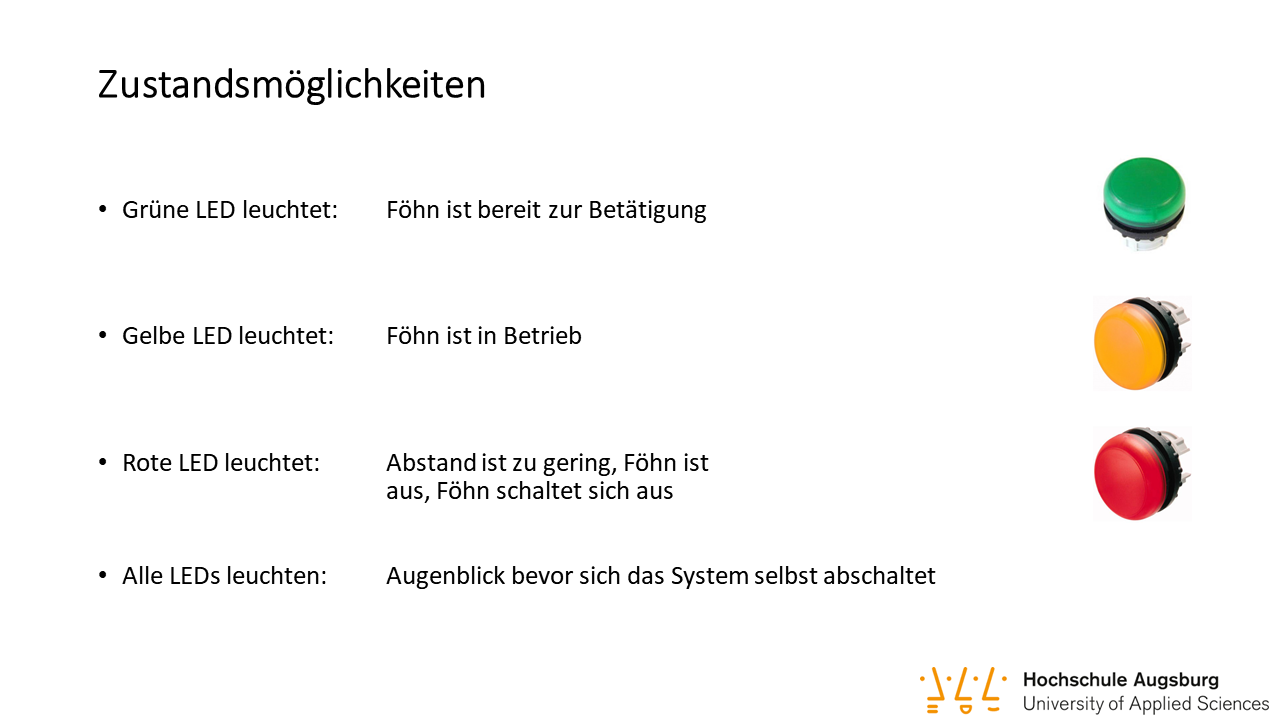 Zustandsmöglichkeiten
• Grüne LED leuchtet: Föhn ist bereit zur Betätigung
• Gelbe LED leuchtet: Föhn ist in Betrieb
• Rote LED leuchtet: Abstand ist zu gering, Föhn ist
aus, Föhn schaltet sich aus
• Alle LEDs leuchten: Augenblick bevor sich das System selbst abschaltet
Hochschule Augsburg
University of Applied Sciences